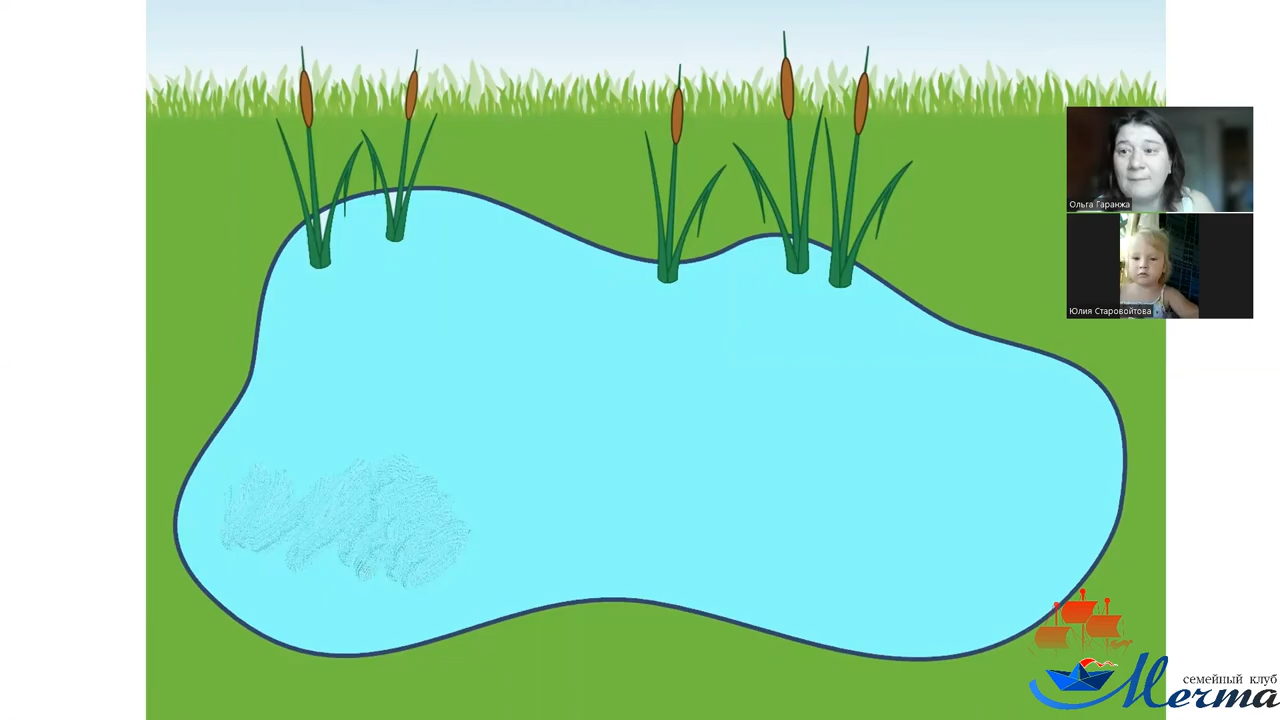 Ольга Гаранжа
Юлия Старовойтова
семейный клуб
Мечта